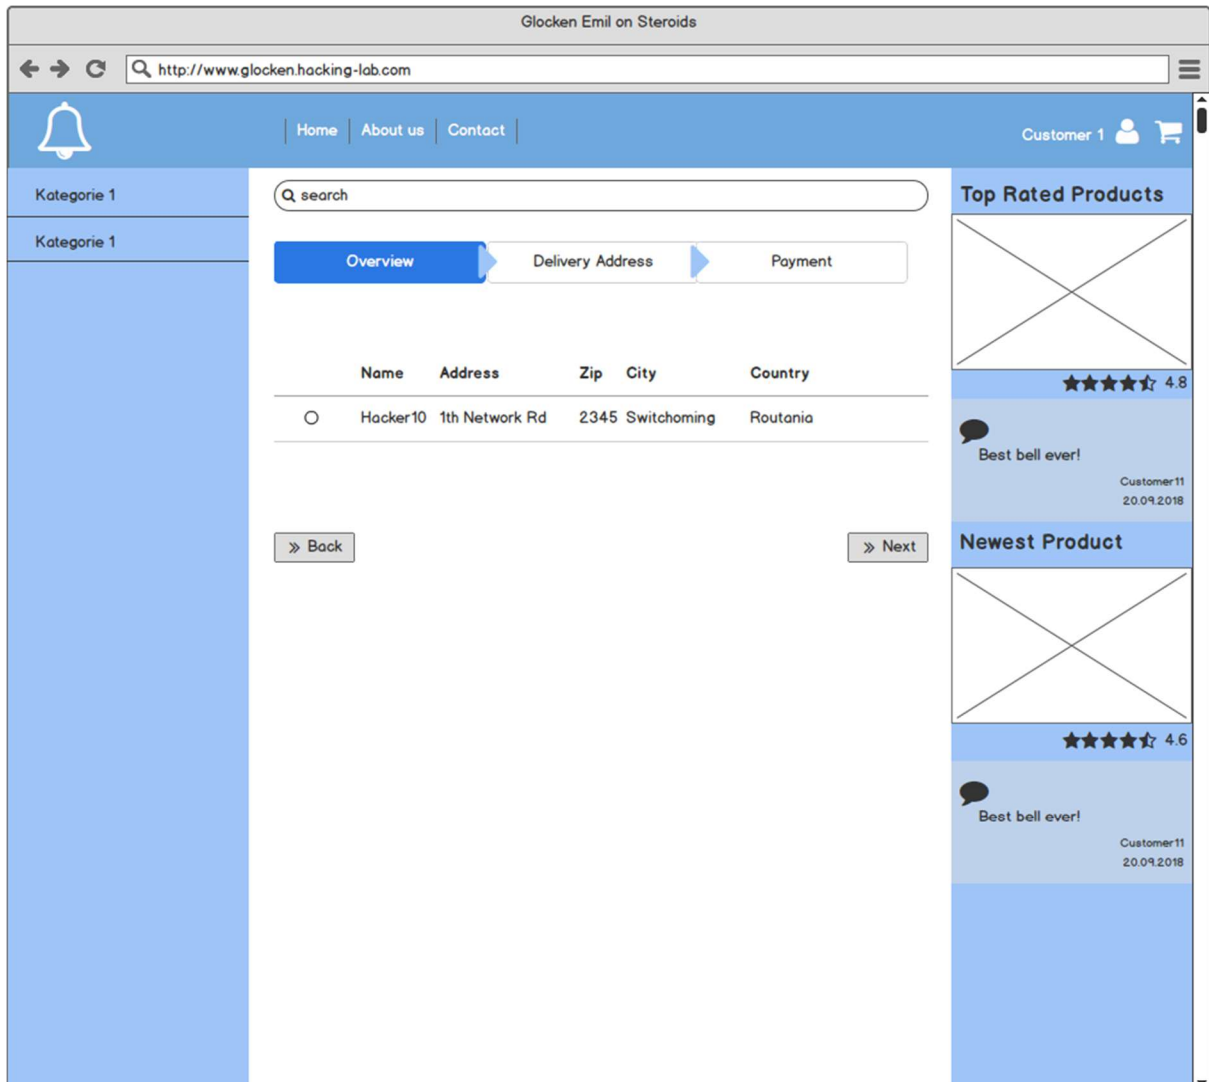 Glocken Emil on Steroids
http://www.glocken.hacking-lab.com
Home About us Contact
Customer 1
Kategorie 1
Kategorie 1
search
Overview Delivery Address Payment
Name Address Zip City Country
Hacker10 1th Network Rd 2345 Switchoming Routania
Back Next
Top Rated Products
4.8
Best bell ever!
Customer11
20.09.2018
Newest Product
4.6
Best bell ever!
Customer11
20.09.2018